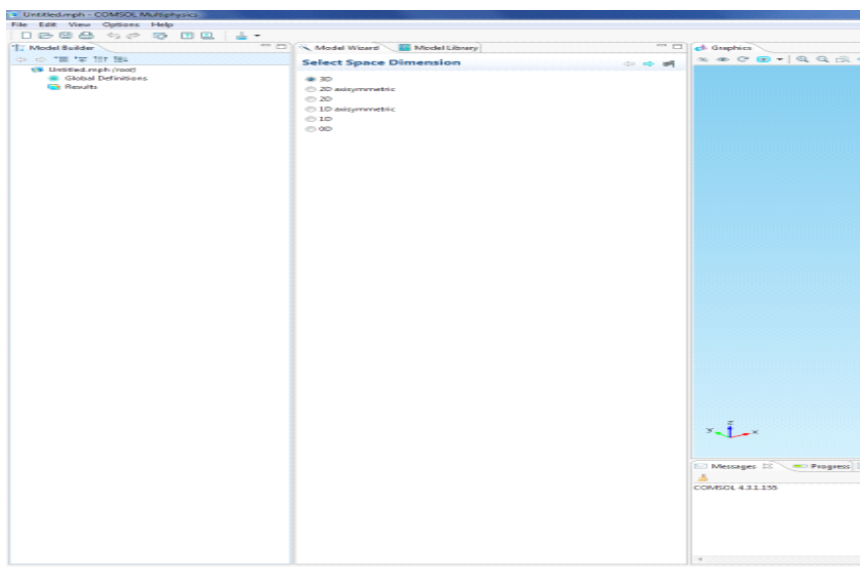 Untitled.mph - COMSOL Multiphysics
File Edit View Options Help
Model Builder
Untitled.mph (root)
Global Definitions
Results
Model Wizard Model Library
Select Space Dimension
3D
2D axisymmetric
2D
1D axisymmetric
1D
0D
Graphics
z
y x
Messages Progress
COMSOL 4.3.1.155